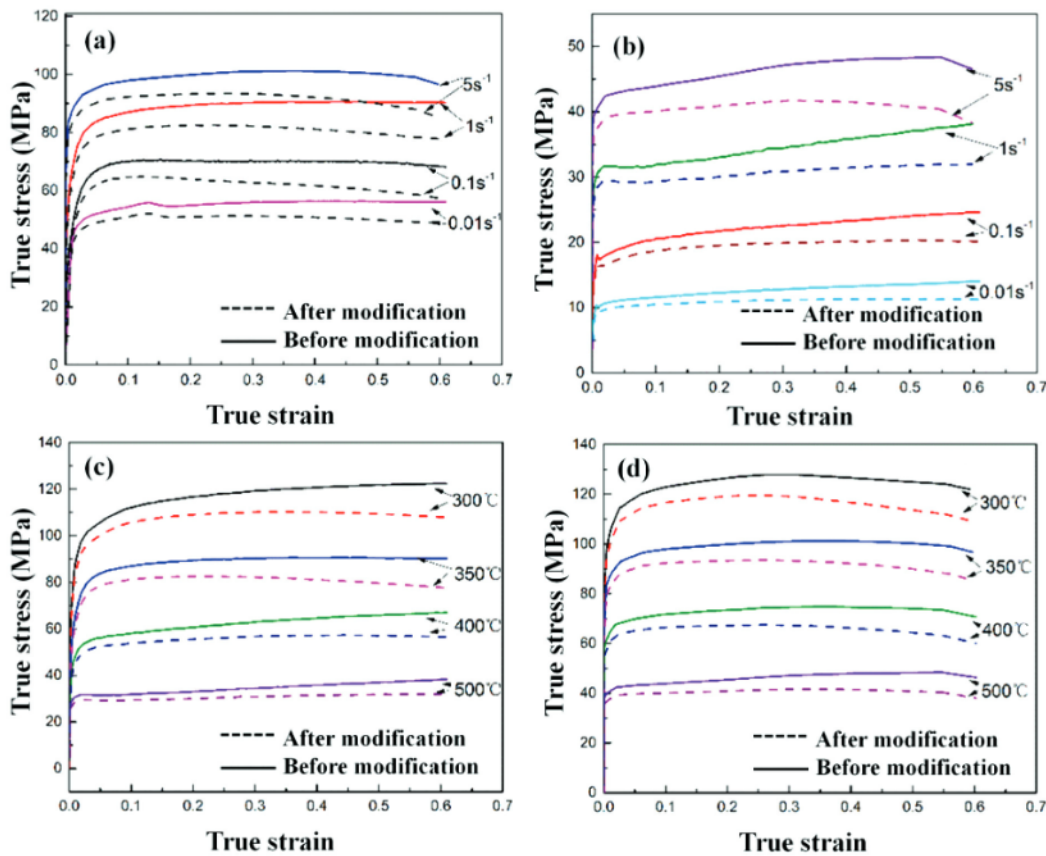 (a)
True stress (MPa)
120
100
80
60
40
20
0
5s⁻¹
1s⁻¹
0.1s⁻¹
0.01s⁻¹
After modification
Before modification
0.0 0.1 0.2 0.3 0.4 0.5 0.6 0.7
True strain
(b)
True stress (MPa)
50
40
30
20
10
0
5s⁻¹
1s⁻¹
0.1s⁻¹
0.01s⁻¹
After modification
Before modification
0.0 0.1 0.2 0.3 0.4 0.5 0.6 0.7
True strain
(c)
True stress (MPa)
140
120
100
80
60
40
20
0
300℃
350℃
400℃
500℃
After modification
Before modification
0.0 0.1 0.2 0.3 0.4 0.5 0.6 0.7
True strain
(d)
True stress (MPa)
140
120
100
80
60
40
20
0
300℃
350℃
400℃
500℃
After modification
Before modification
0.0 0.1 0.2 0.3 0.4 0.5 0.6 0.7
True strain